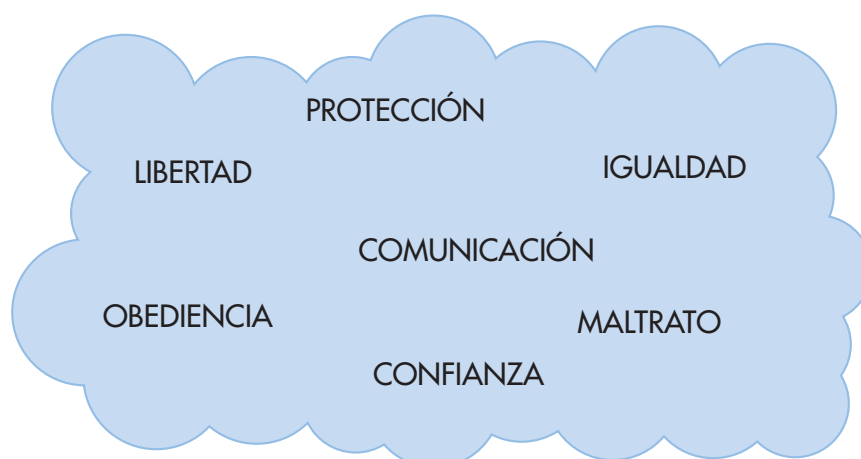 PROTECCIÓN
LIBERTAD
IGUALDAD
COMUNICACIÓN
OBEDIENCIA
MALTRATO
CONFIANZA